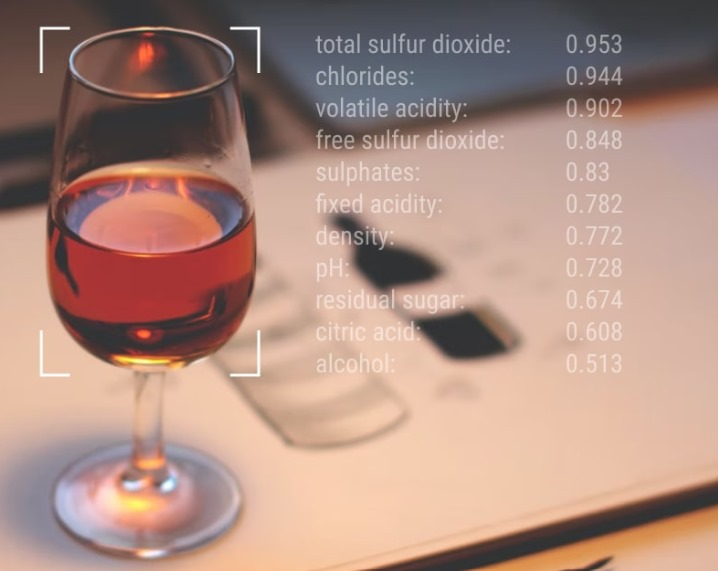 total sulfur dioxide: 0.953
chlorides: 0.944
volatile acidity: 0.902
free sulfur dioxide: 0.848
sulphates: 0.83
fixed acidity: 0.782
density: 0.772
pH: 0.728
residual sugar: 0.674
citric acid: 0.608
alcohol: 0.513